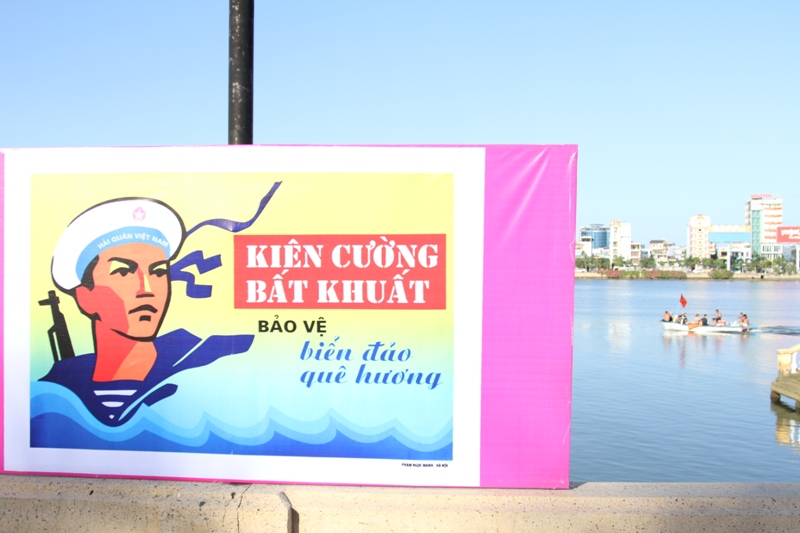 HẢI QUÂN VIỆT NAM
KIÊN CƯỜNG
BẤT KHUẤT
BẢO VỆ
biển đảo
quê hương